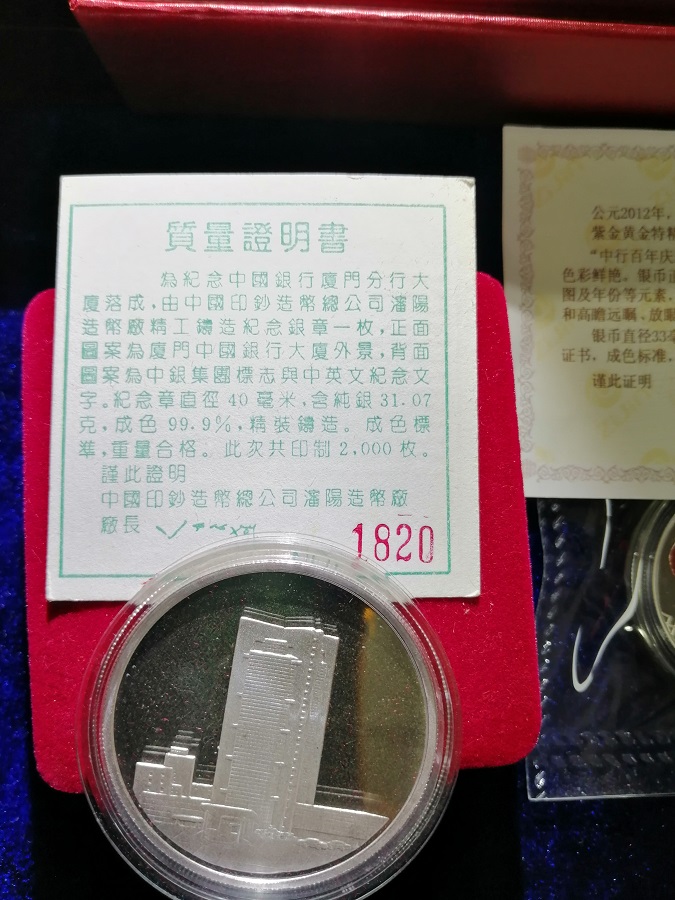 質量證明書
為紀念中國銀行廈門分行大
廈落成，由中國印鈔造幣總公司瀋陽
造幣廠精工鑄造紀念銀章一枚，正面
圖案為廈門中國銀行大廈外景，背面
圖案為中銀集團標志與中英文紀念文
字。紀念章直徑40毫米，含純銀31.07
克，成色99.9%，精裝鑄造。成色標
準，重量合格。此次共印制2,000枚。
謹此證明
中國印鈔造幣總公司瀋陽造幣廠
廠長
1820
公元2012年，
紫金黄金特精
“中行百年庆
色彩鲜艳。银币正
图及年份等元素，
和高瞻远瞩、放眼
银币直径33毫
证书，成色标准，
谨此证明